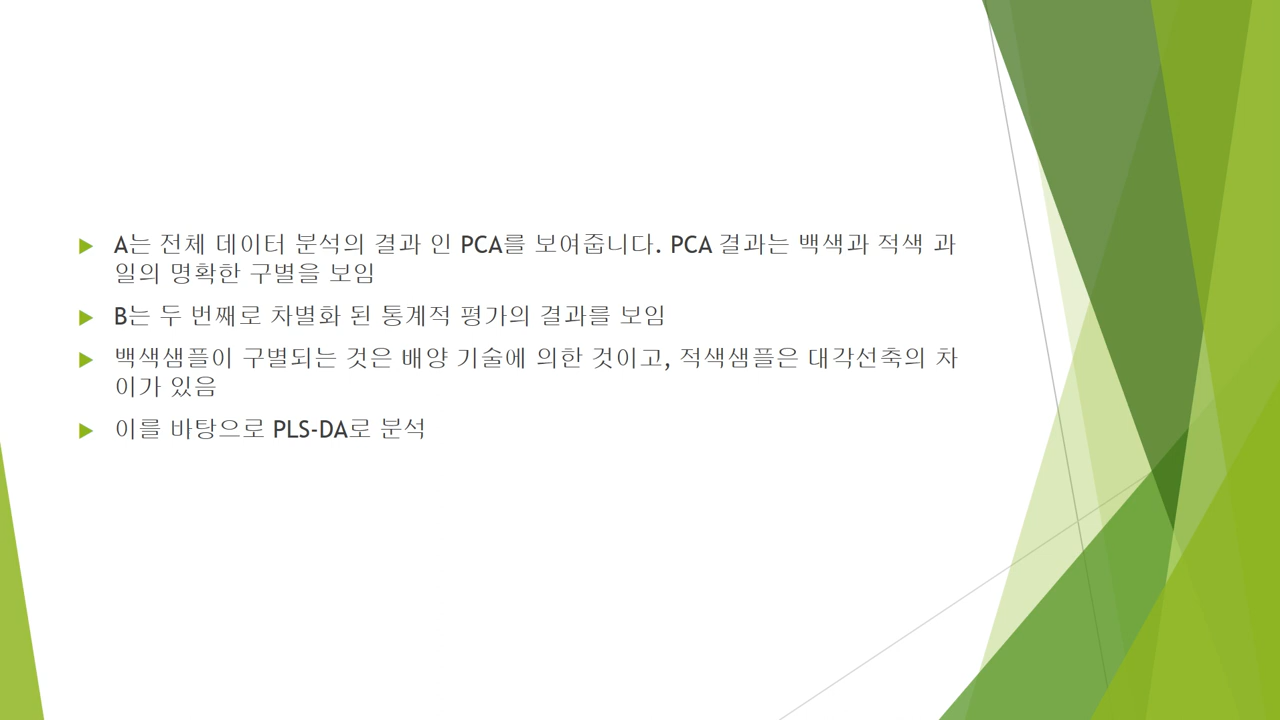 A는 전체 데이터 분석의 결과 인 PCA를 보여줍니다. PCA 결과는 백색과 적색 과
일의 명확한 구별을 보임
B는 두 번째로 차별화 된 통계적 평가의 결과를 보임
백색샘플이 구별되는 것은 배양 기술에 의한 것이고, 적색샘플은 대각선축의 차
이가 있음
이를 바탕으로 PLS-DA로 분석